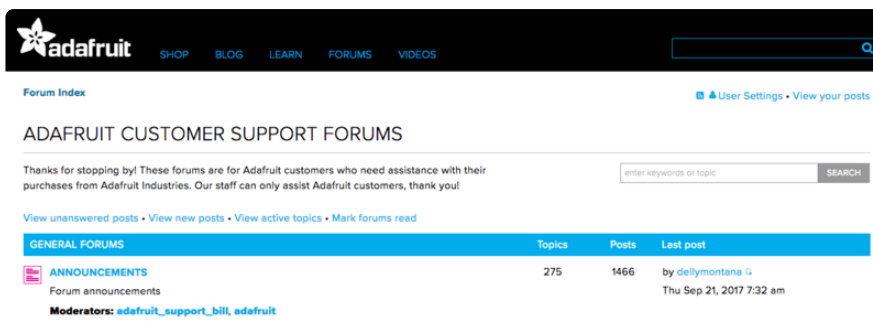 adafruit SHOP BLOG LEARN FORUMS VIDEOS
Forum Index
User Settings • View your posts
ADAFRUIT CUSTOMER SUPPORT FORUMS
Thanks for stopping by! These forums are for Adafruit customers who need assistance with their
purchases from Adafruit Industries. Our staff can only assist Adafruit customers, thank you!
enter keywords or topic SEARCH
View unanswered posts • View new posts • View active topics • Mark forums read
GENERAL FORUMS Topics Posts Last post
ANNOUNCEMENTS 275 1466 by dellymontana
Forum announcements Thu Sep 21, 2017 7:32 am
Moderators: adafruit_support_bill, adafruit